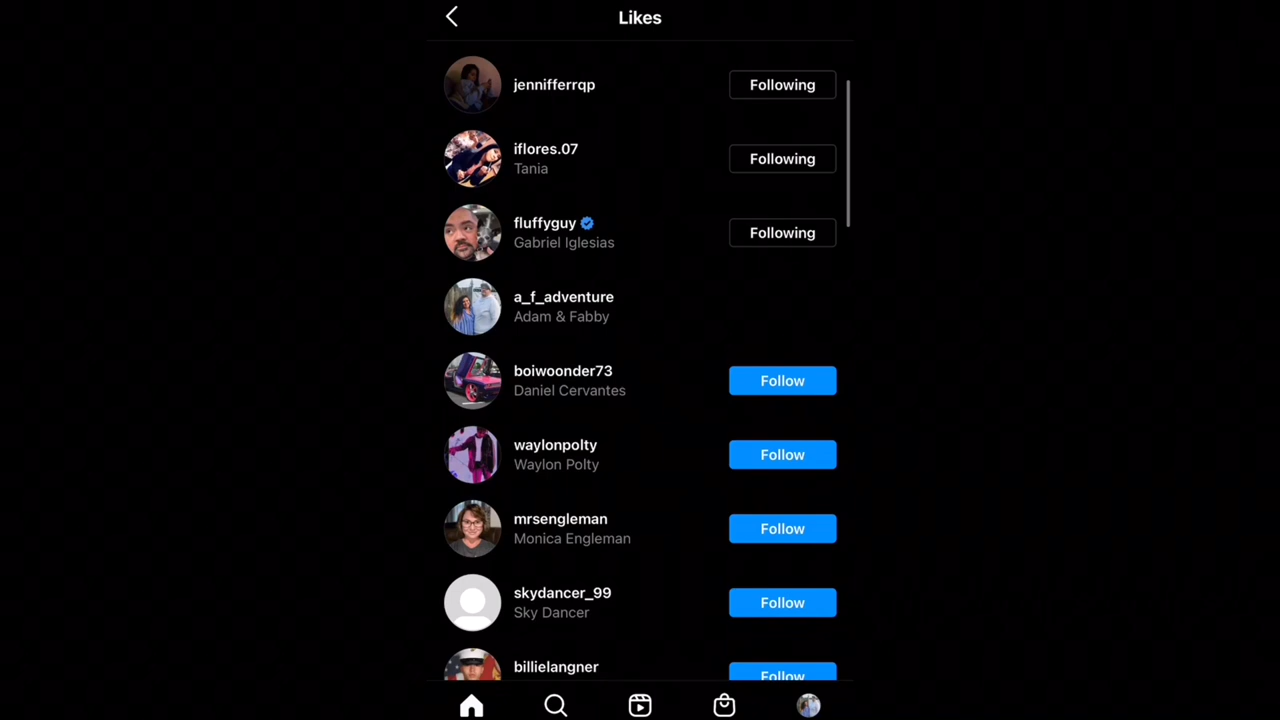 Likes
jennifferrqp
Following
iflores.07
Tania
Following
fluffyguy
Gabriel Iglesias
Following
a_f_adventure
Adam & Fabby
boiwoonder73
Daniel Cervantes
Follow
waylonpolty
Waylon Polty
Follow
mrsengleman
Monica Engleman
Follow
skydancer_99
Sky Dancer
Follow
billielangner
Follow